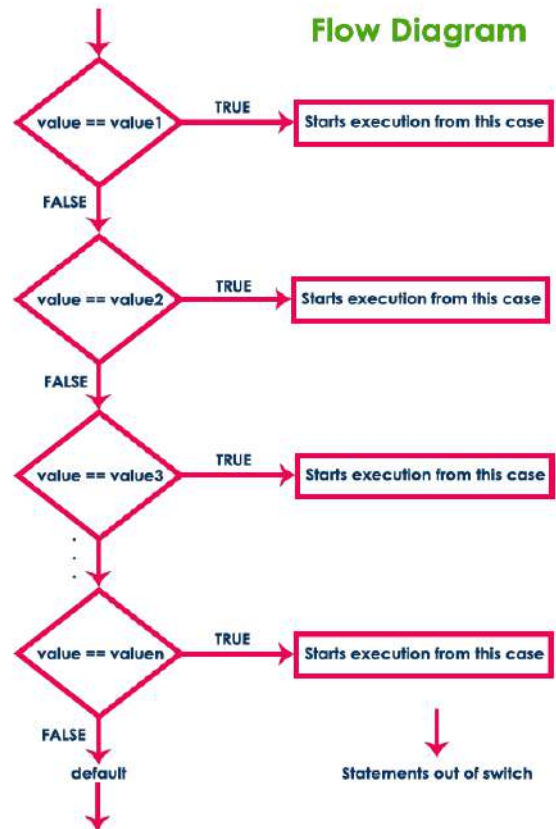 Flow Diagram
value == value1
TRUE
Starts execution from this case
FALSE
value == value2
TRUE
Starts execution from this case
FALSE
value == value3
TRUE
Starts execution from this case
.
.
.
value == valuen
TRUE
Starts execution from this case
FALSE
default
Statements out of switch